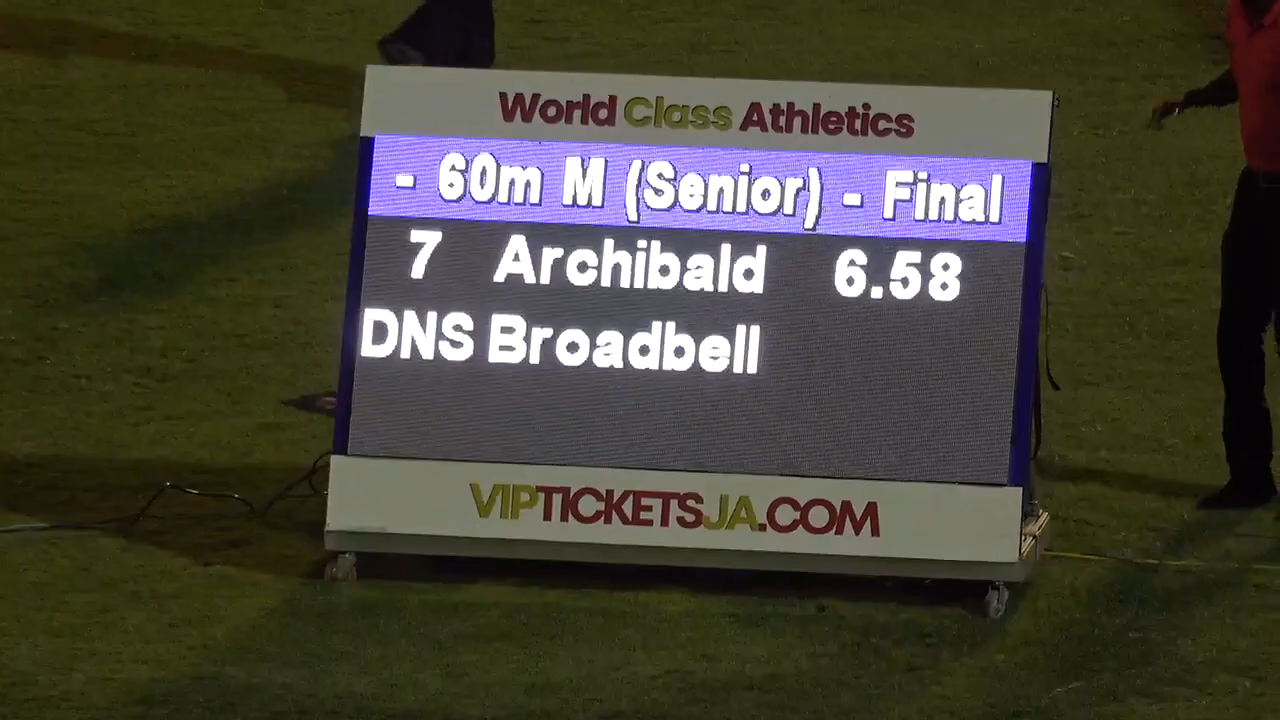 World Class Athletics
- 60m M (Senior) - Final
7 Archibald 6.58
DNS Broadbell
VIPTICKETSJA.COM